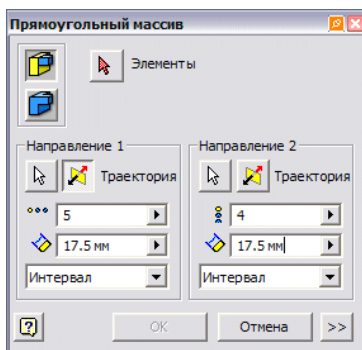 Прямоугольный массив
Элементы
Направление 1
Направление 2
Траектория
Траектория
5
4
17.5 мм
17.5 мм
Интервал
Интервал
?
OK
Отмена
>>